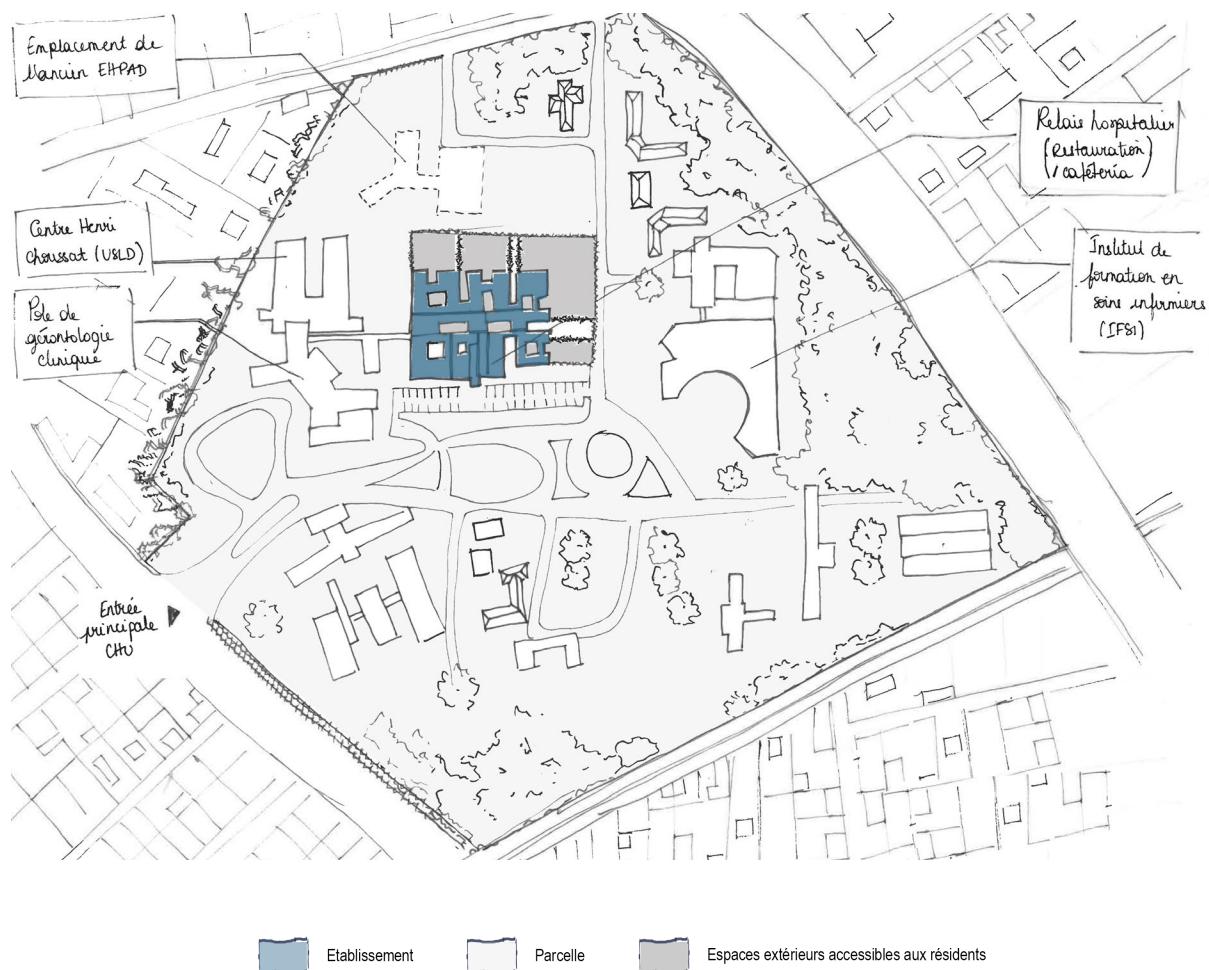 Emplacement de
l'ancien EHPAD
Relais hospitalier
(Restauration)
/ cafétéria)
Centre Henri
Choussat (USLD)
Pôle de
gérontologie
clinique
Institut de
formation en
soins infirmiers
(IFSI)
Entrée
principale
CHU
Etablissement
Parcelle
Espaces extérieurs accessibles aux résidents